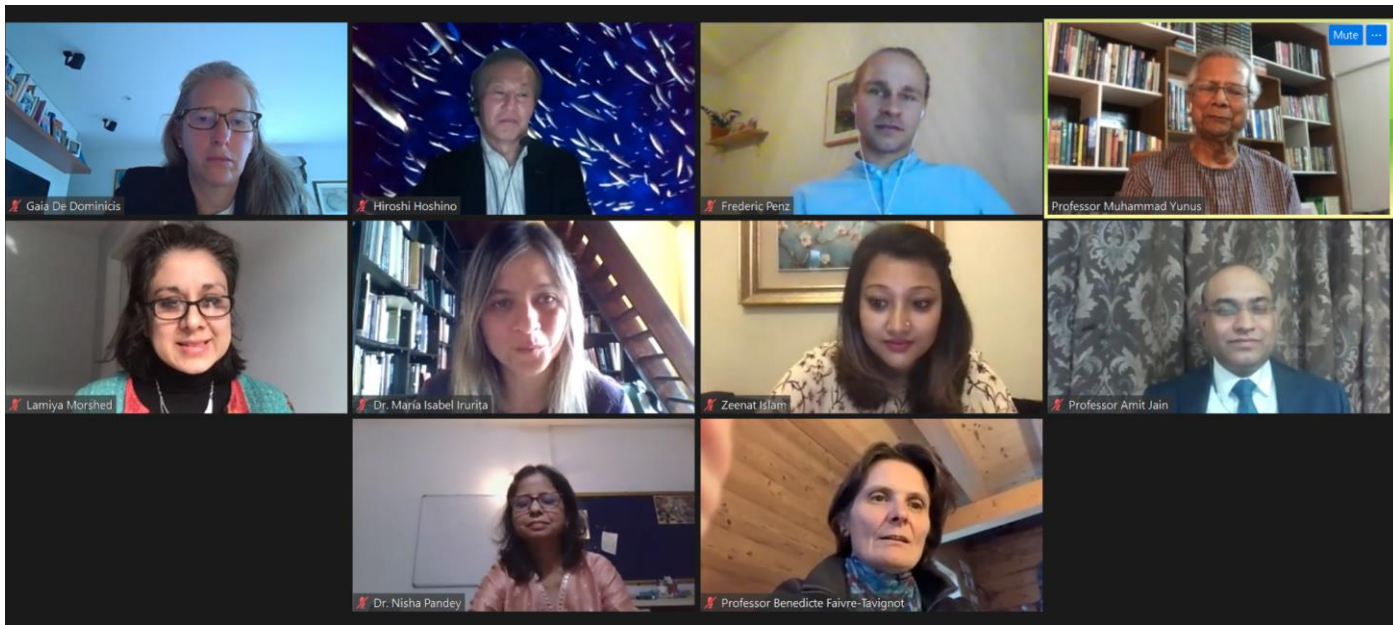 Mute ...
Gaia De Dominicis
Hiroshi Hoshino
Frederic Penz
Professor Muhammad Yunus
Lamiya Morshed
Dr. María Isabel Irurita
Zeenat Islam
Professor Amit Jain
Dr. Nisha Pandey
Professor Benedicte Faivre-Tavignot